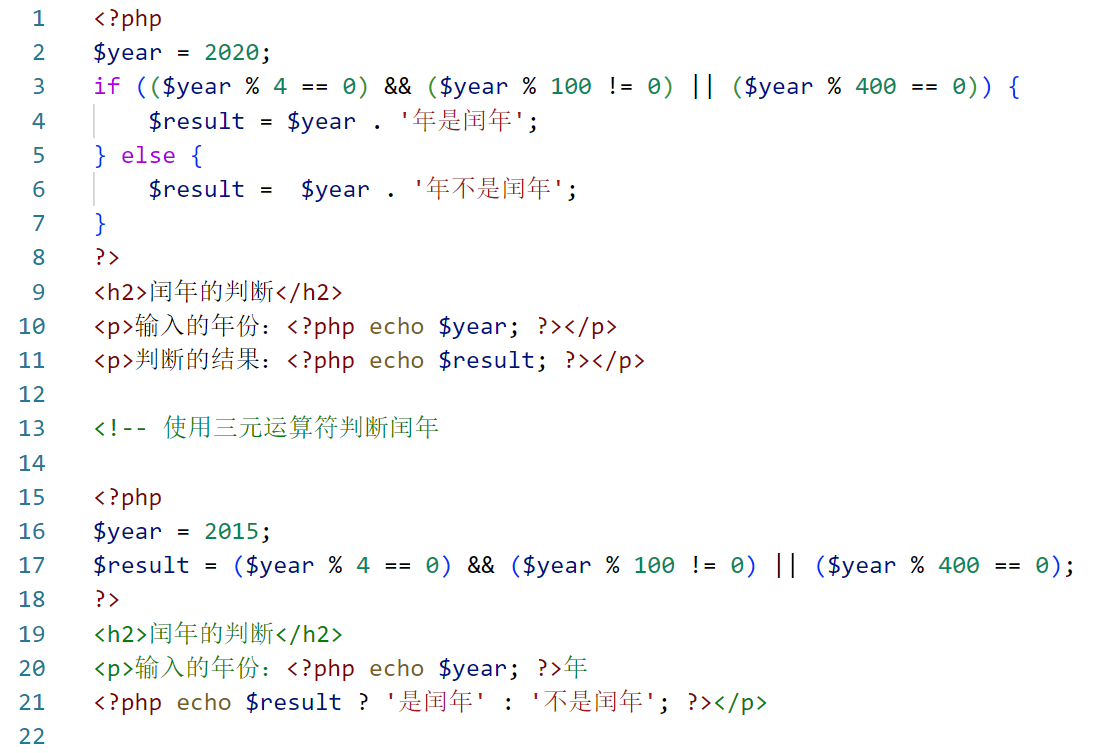 1 <?php
2 $year = 2020;
3 if (($year % 4 == 0) && ($year % 100 != 0) || ($year % 400 == 0)) {
4 $result = $year . '年是闰年';
5 } else {
6 $result =  $year . '年不是闰年';
7 }
8 ?>
9 <h2>闰年的判断</h2>
10 <p>输入的年份：<?php echo $year; ?></p>
11 <p>判断的结果：<?php echo $result; ?></p>
12
13 <!-- 使用三元运算符判断闰年
14
15 <?php
16 $year = 2015;
17 $result = ($year % 4 == 0) && ($year % 100 != 0) || ($year % 400 == 0);
18 ?>
19 <h2>闰年的判断</h2>
20 <p>输入的年份：<?php echo $year; ?>年
21 <?php echo $result ? '是闰年' : '不是闰年'; ?></p>
22